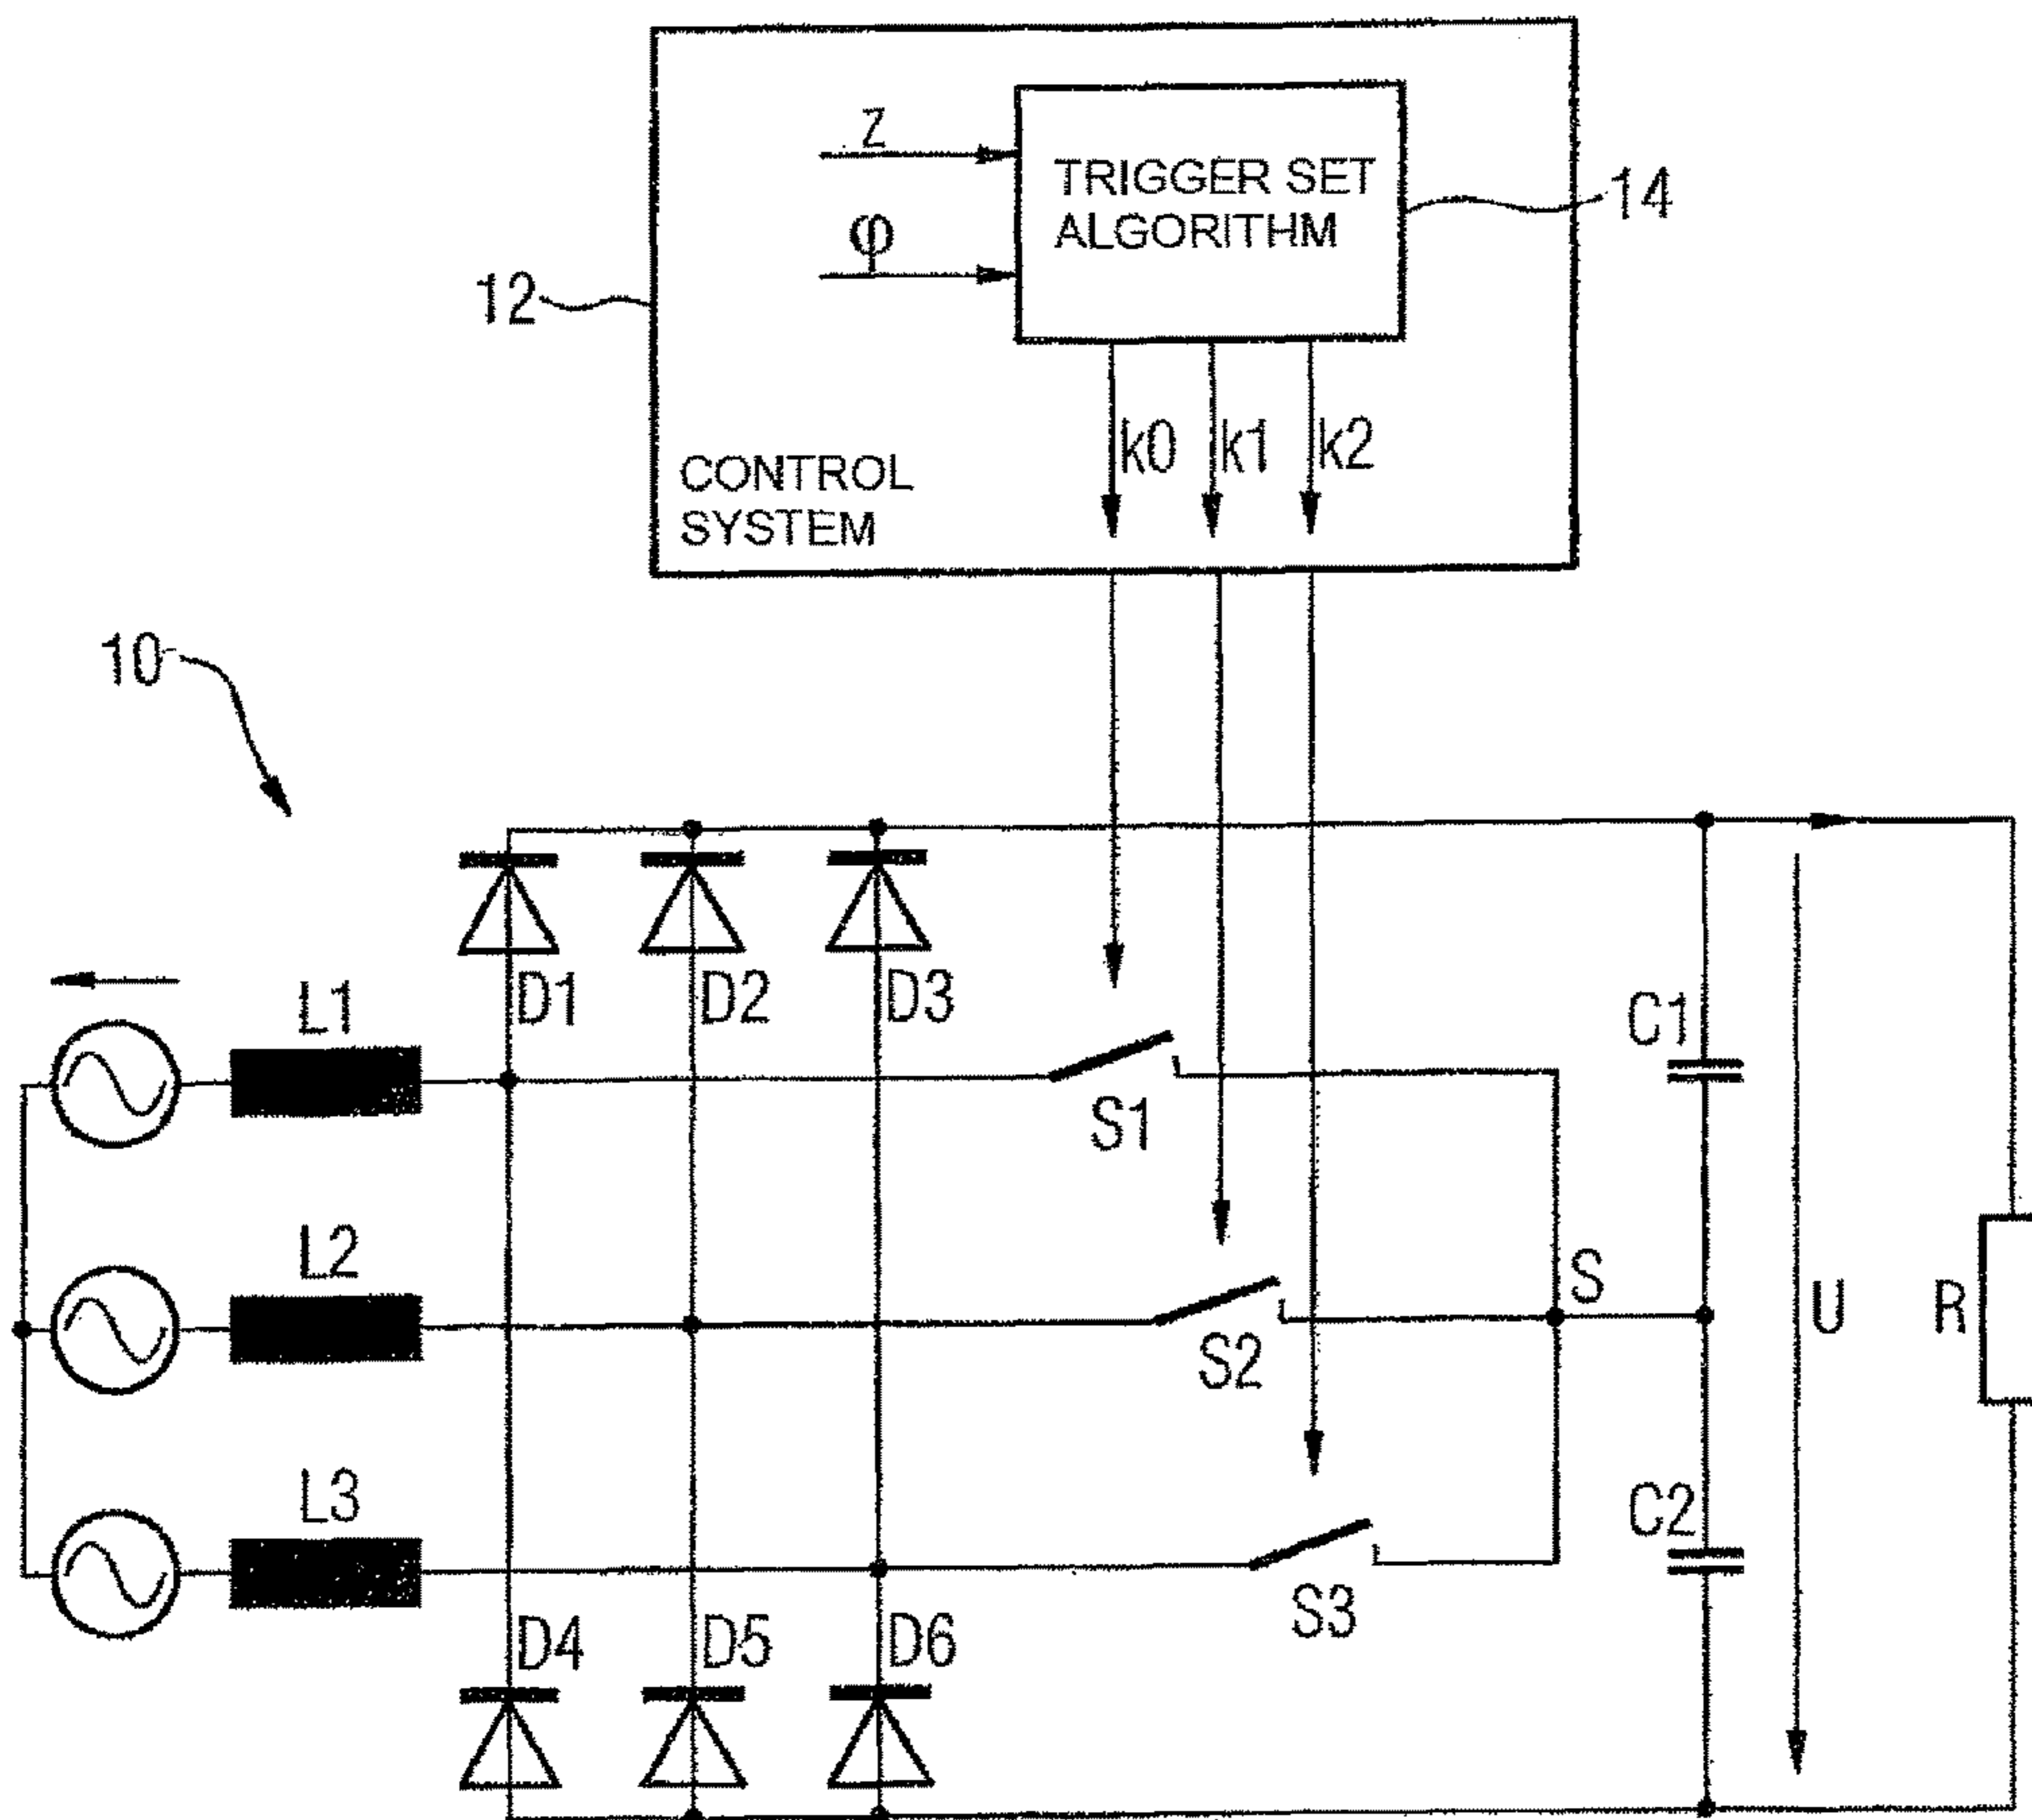 Z
TRIGGER SET
ALGORITHM
14
φ
12
k0 k1 k2
CONTROL
SYSTEM
10
D1 D2 D3
L1
C1
S1
L2
S
S2
U
R
L3
C2
S3
D4 D5 D6